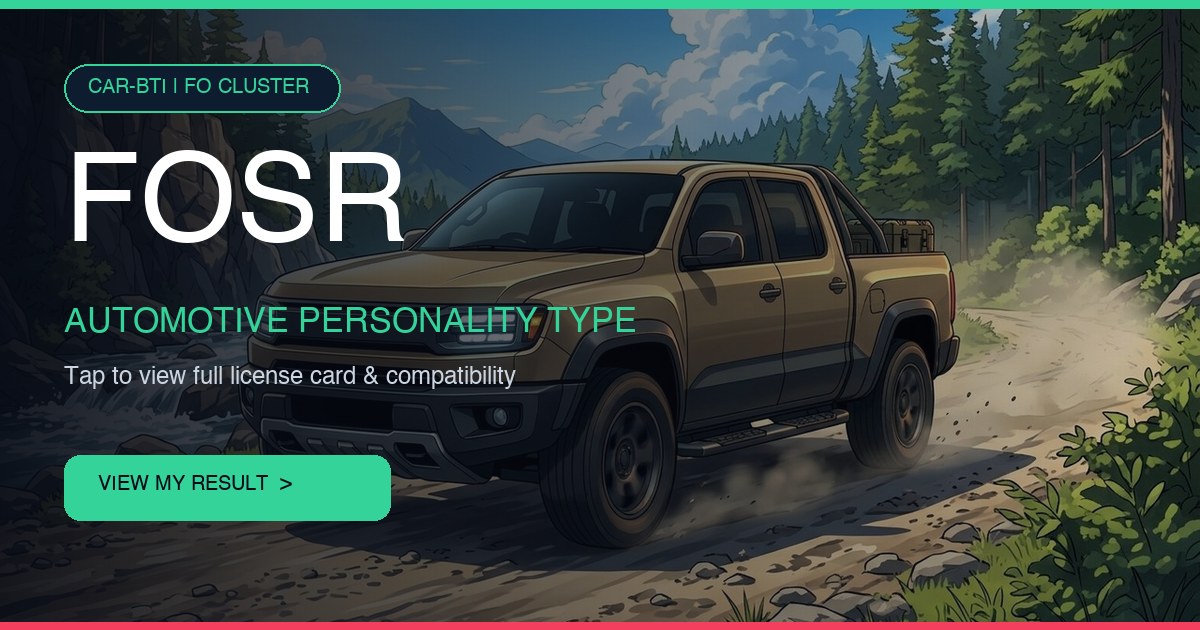 CAR-BTI | FO CLUSTER
FOSR
AUTOMOTIVE PERSONALITY TYPE
Tap to view full license card & compatibility
VIEW MY RESULT >